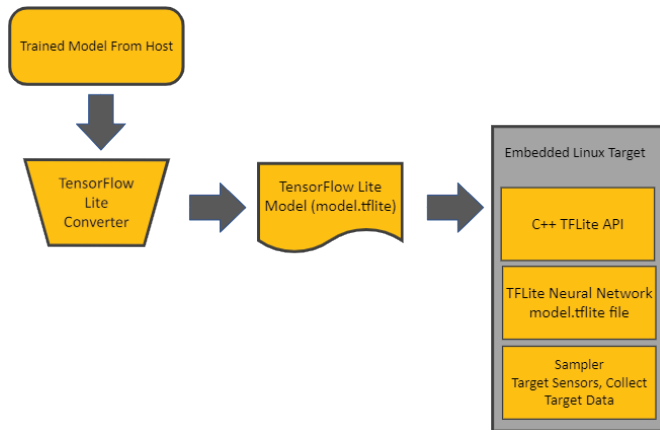 Trained Model From Host
TensorFlow
Lite
Converter
TensorFlow Lite
Model (model.tflite)
Embedded Linux Target
C++ TFLite API
TFLite Neural Network
model.tflite file
Sampler
Target Sensors, Collect
Target Data